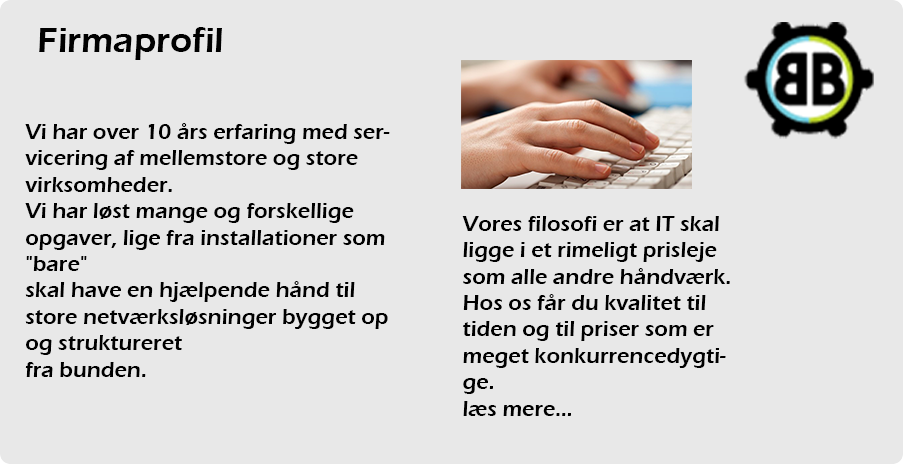 Firmaprofil
Vi har over 10 års erfaring med ser-
vicering af mellemstore og store
virksomheder.
Vi har løst mange og forskellige
opgaver, lige fra installationer som
"bare"
skal have en hjælpende hånd til
store netværksløsninger bygget op
og struktureret
fra bunden.
BB
Vores filosofi er at IT skal
ligge i et rimeligt prisleje
som alle andre håndværk.
Hos os får du kvalitet til
tiden og til priser som er
meget konkurrencedygti-
ge.
læs mere...